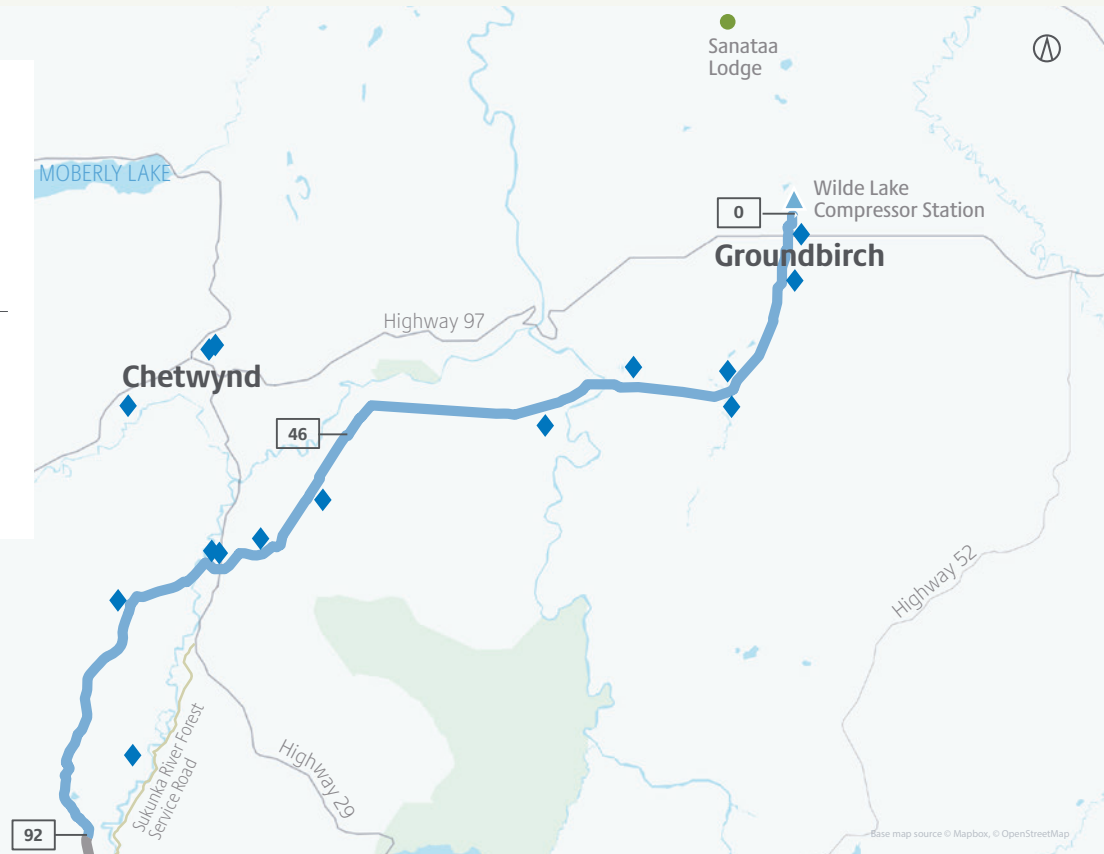 Sanataa
Lodge
MOBERLY LAKE
Wilde Lake
Compressor Station
0
Groundbirch
Highway 97
Chetwynd
46
Highway 52
Sukunka River Forest
Service Road
Highway 29
92
Base map source © Mapbox, © OpenStreetMap